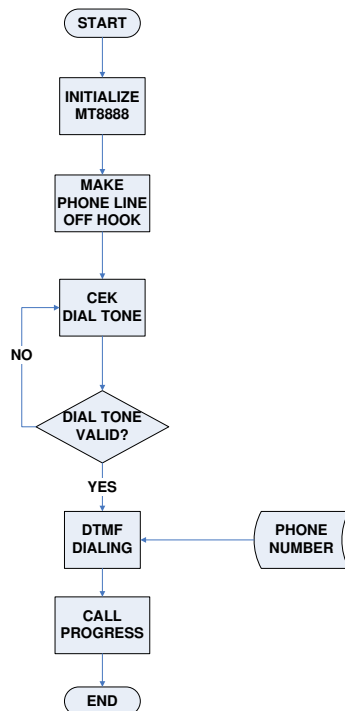 START
INITIALIZE
MT8888
MAKE
PHONE LINE
OFF HOOK
CEK
DIAL TONE
NO
DIAL TONE
VALID?
YES
DTMF
DIALING
PHONE
NUMBER
CALL
PROGRESS
END